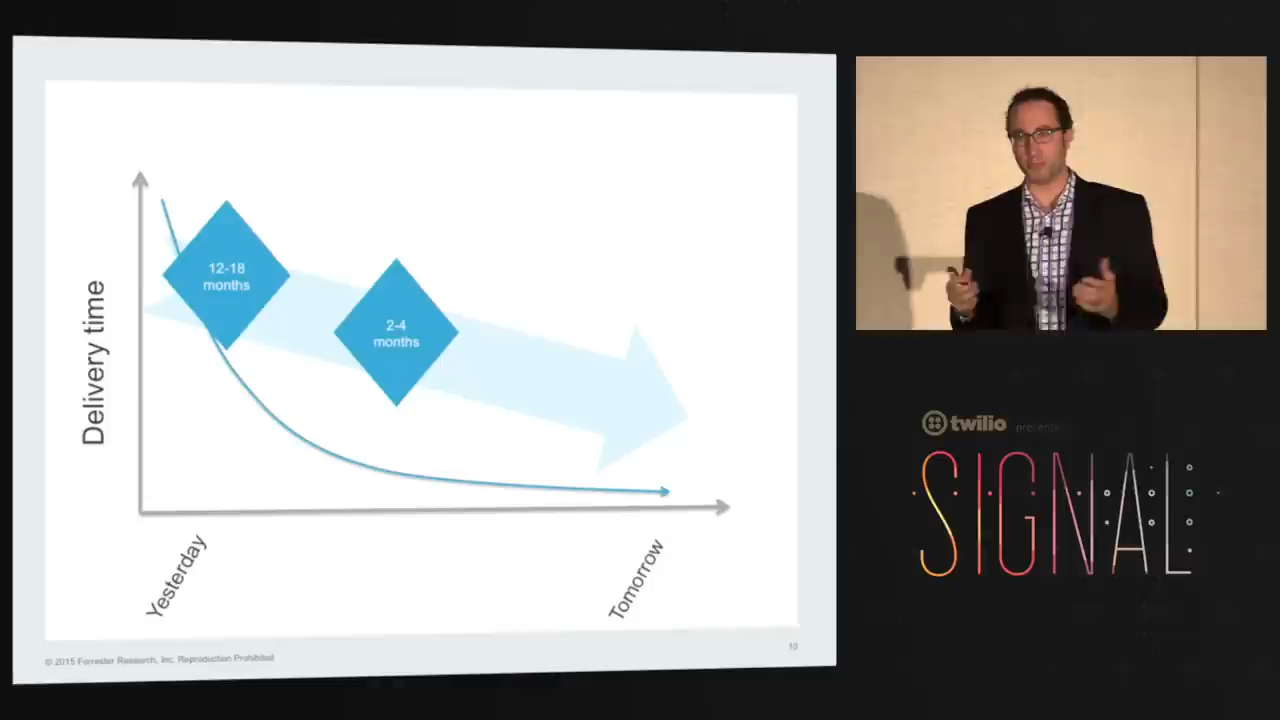 Delivery time
12-18
months
2-4
months
Yesterday
Tomorrow
© 2015 Forrester Research, Inc. Reproduction Prohibited
10
twilio presents
SIGNAL